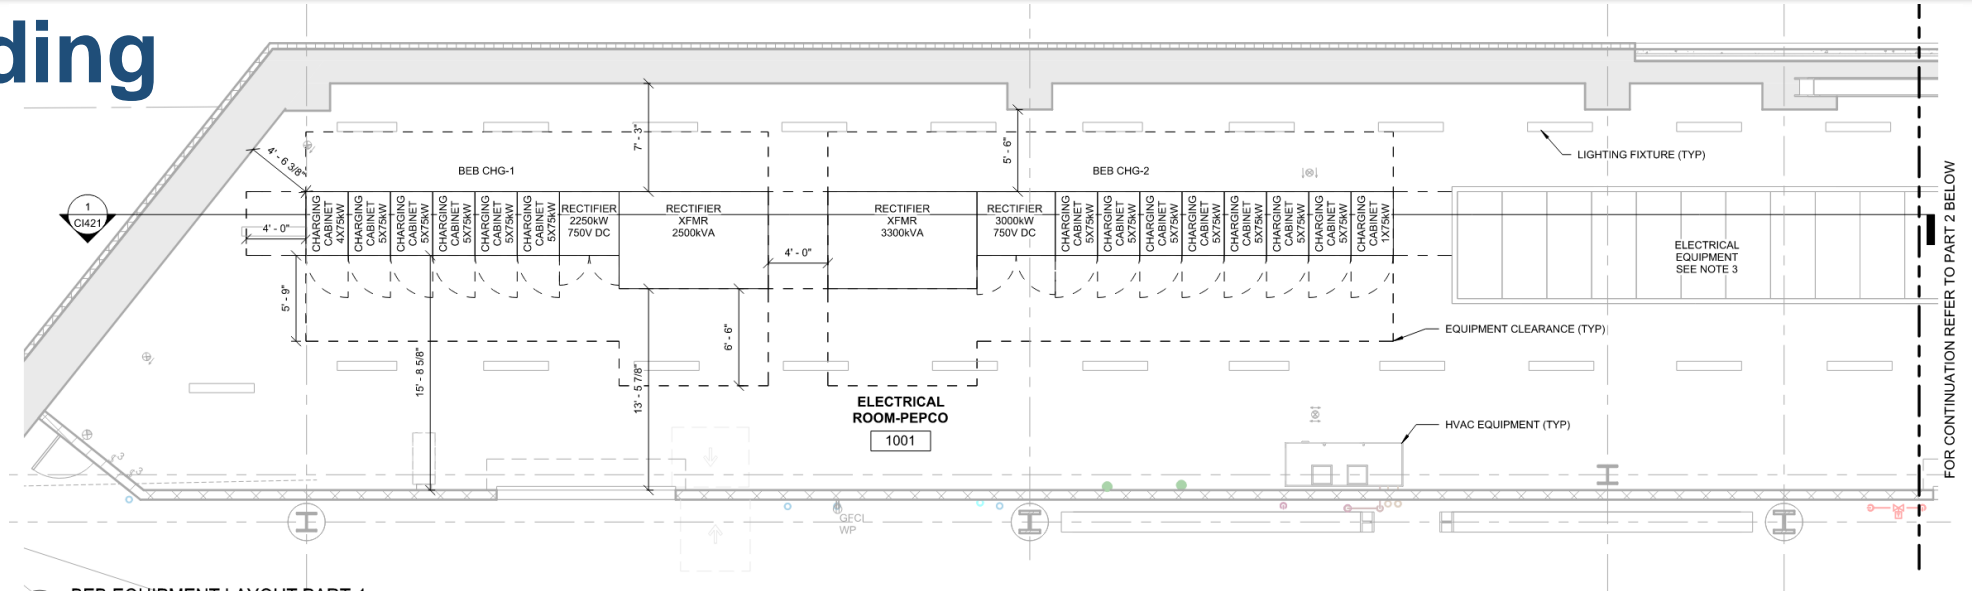 ding
7' - 3"
5' - 6"
4' - 6 3/8"
BEB CHG-1
BEB CHG-2
LIGHTING FIXTURE (TYP)
1
CI421
4' - 0"
CHARGING
CABINET
4X75kW
CHARGING
CABINET
5X75kW
CHARGING
CABINET
5X75kW
CHARGING
CABINET
5X75kW
CHARGING
CABINET
5X75kW
CHARGING
CABINET
5X75kW
RECTIFIER
2250kW
750V DC
RECTIFIER
XFMR
2500kVA
4' - 0"
RECTIFIER
XFMR
3300kVA
RECTIFIER
3000kW
750V DC
CHARGING
CABINET
5X75kW
CHARGING
CABINET
5X75kW
CHARGING
CABINET
5X75kW
CHARGING
CABINET
5X75kW
CHARGING
CABINET
5X75kW
CHARGING
CABINET
5X75kW
CHARGING
CABINET
5X75kW
CHARGING
CABINET
1X75kW
ELECTRICAL
EQUIPMENT
SEE NOTE 3
FOR CONTINUATION REFER TO PART 2 BELOW
5' - 9"
6' - 6"
15' - 8 5/8"
13' - 5 7/8"
EQUIPMENT CLEARANCE (TYP)
ELECTRICAL
ROOM-PEPCO
1001
HVAC EQUIPMENT (TYP)
GFCI
WP
BEB EQUIPMENT LAYOUT PART 1